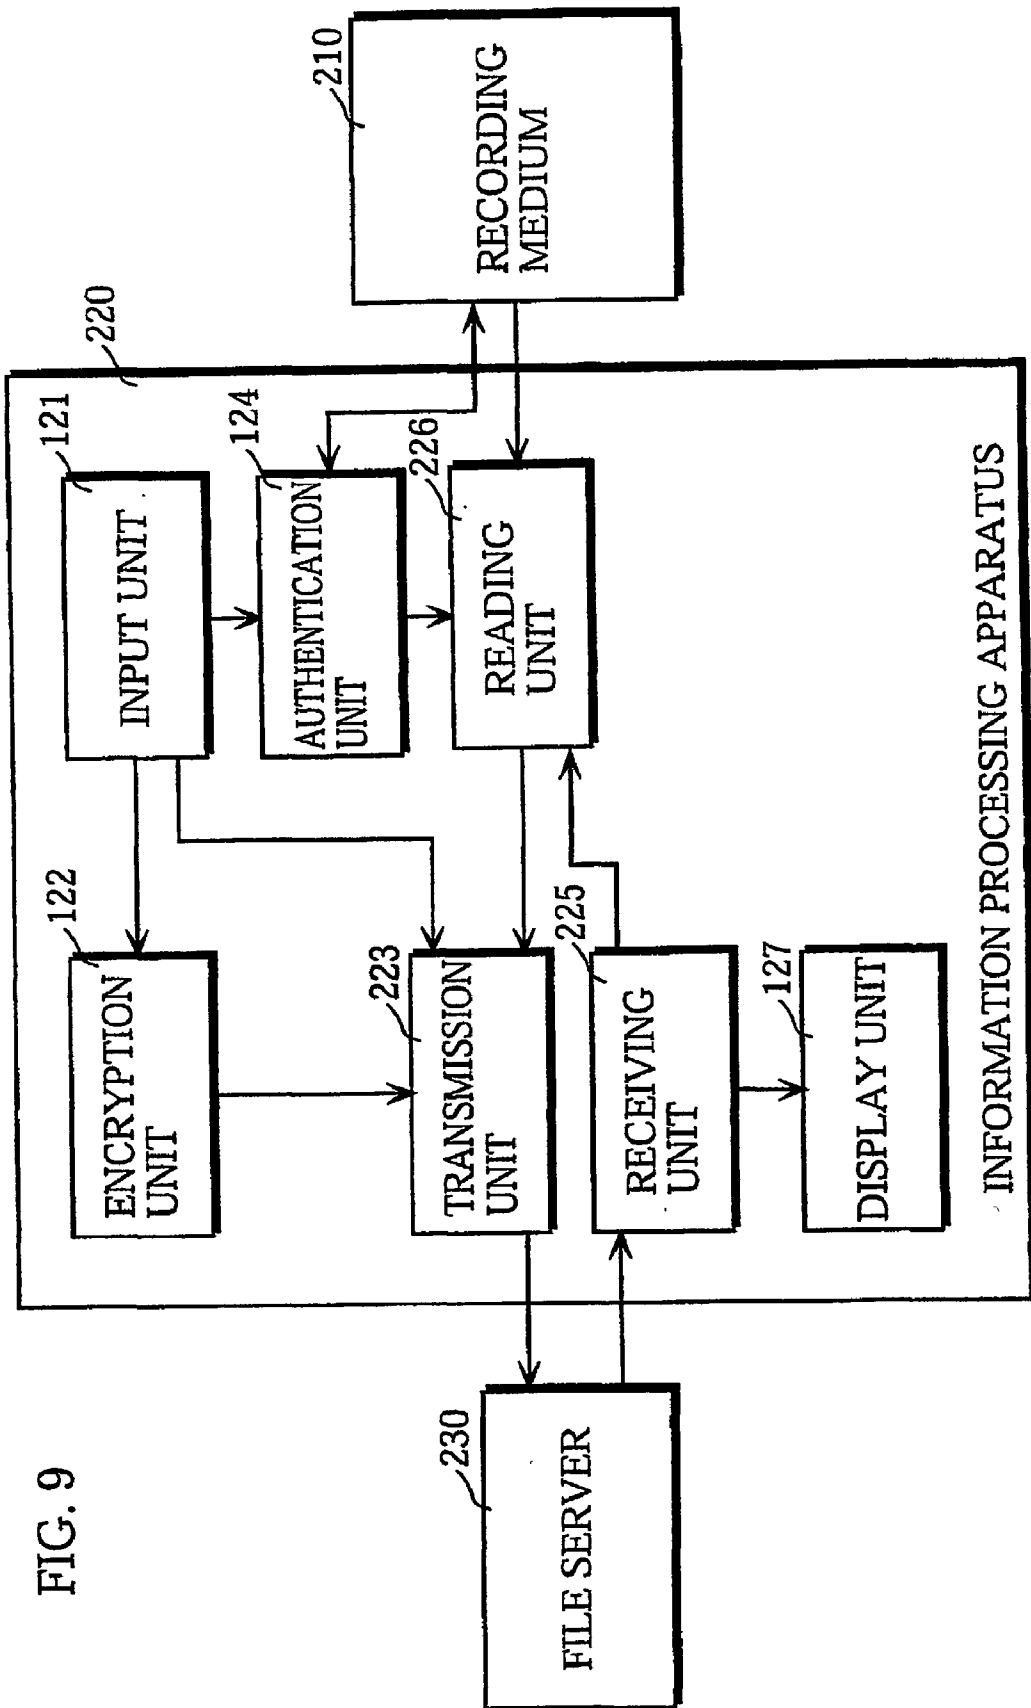 FIG. 9
230
FILE SERVER
220
122
ENCRYPTION
UNIT
121
INPUT UNIT
124
AUTHENTICATION
UNIT
223
TRANSMISSION
UNIT
226
READING
UNIT
225
RECEIVING
UNIT
127
DISPLAY UNIT
INFORMATION PROCESSING APPARATUS
210
RECORDING
MEDIUM